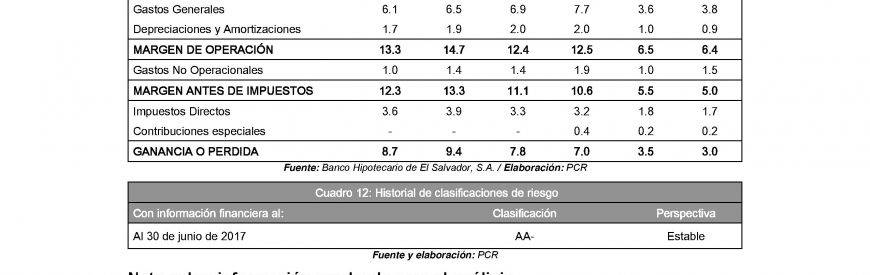 Gastos Generales 6.1 6.5 6.9 7.7 3.6 3.8
Depreciaciones y Amortizaciones 1.7 1.9 2.0 2.0 1.0 0.9
MARGEN DE OPERACIÓN 13.3 14.7 12.4 12.5 6.5 6.4
Gastos No Operacionales 1.0 1.4 1.4 1.9 1.0 1.5
MARGEN ANTES DE IMPUESTOS 12.3 13.3 11.1 10.6 5.5 5.0
Impuestos Directos 3.6 3.9 3.3 3.2 1.8 1.7
Contribuciones especiales - - - 0.4 0.2 0.2
GANANCIA O PERDIDA 8.7 9.4 7.8 7.0 3.5 3.0
Fuente: Banco Hipotecario de El Salvador, S.A. / Elaboración: PCR
Cuadro 12: Historial de clasificaciones de riesgo
Con información financiera al: Clasificación Perspectiva
Al 30 de junio de 2017 AA- Estable
Fuente y elaboración: PCR